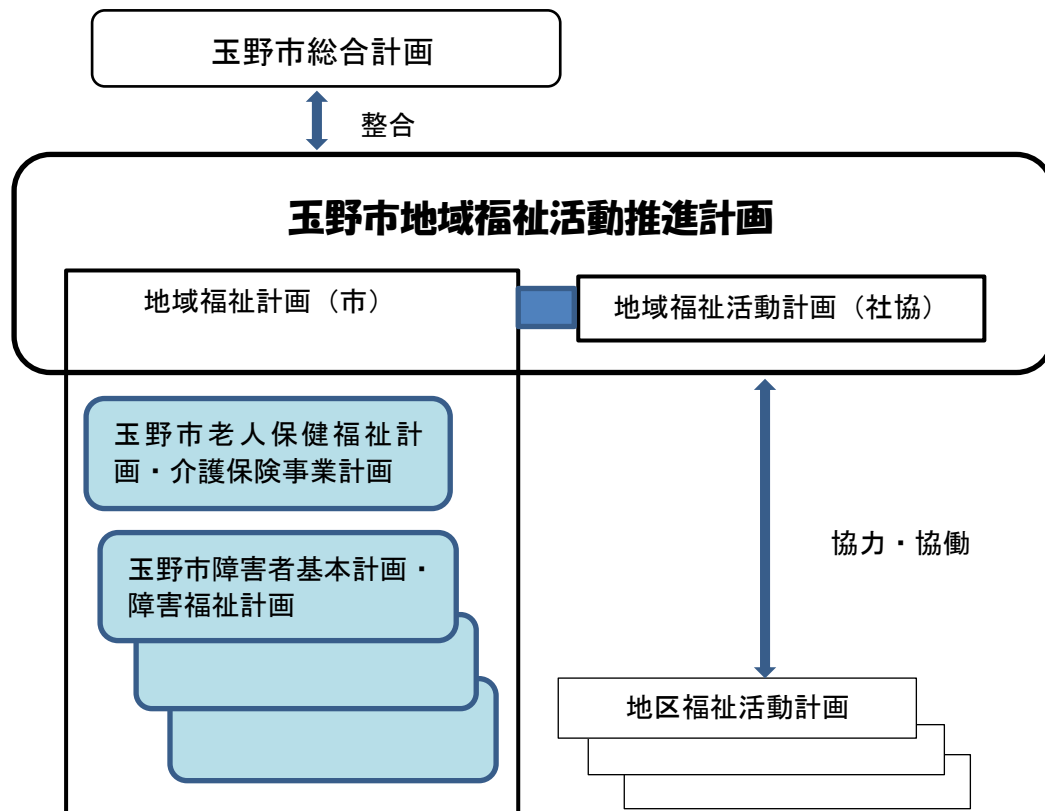 玉野市総合計画
整合
玉野市地域福祉活動推進計画
地域福祉計画（市）
地域福祉活動計画（社協）
玉野市老人保健福祉計
画・介護保険事業計画
玉野市障害者基本計画・
障害福祉計画
協力・協働
地区福祉活動計画